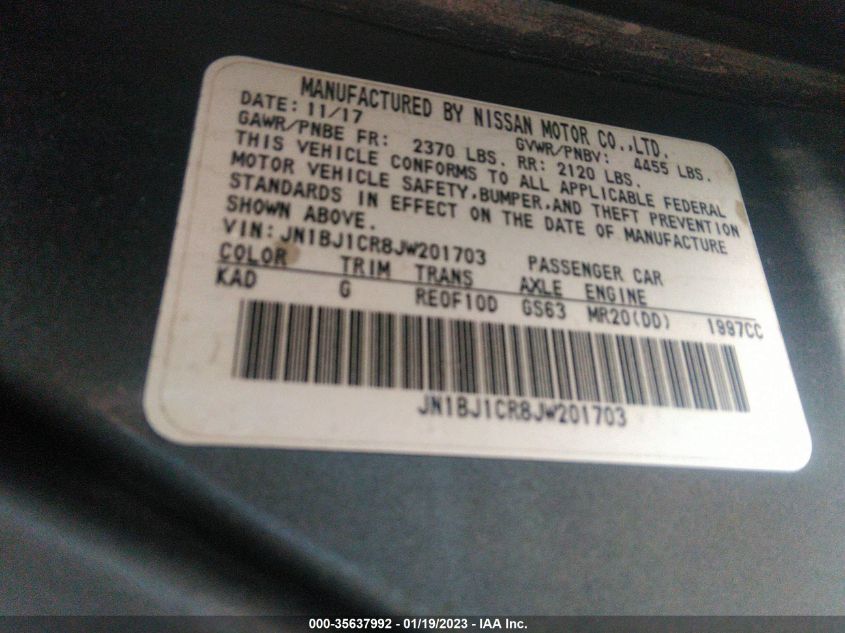 MANUFACTURED BY NISSAN MOTOR CO.,LTD.
DATE: 11/17 GVWR/PNBV: 4455 LBS.
GAWR/PNBE FR: 2370 LBS. RR: 2120 LBS.
THIS VEHICLE CONFORMS TO ALL APPLICABLE FEDERAL
MOTOR VEHICLE SAFETY,BUMPER,AND THEFT PREVENTION
STANDARDS IN EFFECT ON THE DATE OF MANUFACTURE
SHOWN ABOVE.
VIN: JN1BJ1CR8JW201703 PASSENGER CAR
COLOR TRIM TRANS AXLE ENGINE
KAD G RE0F10D GS63 MR20(DD) 1997CC
JN1BJ1CR8JW201703
000-35637992 - 01/19/2023 - IAA Inc.